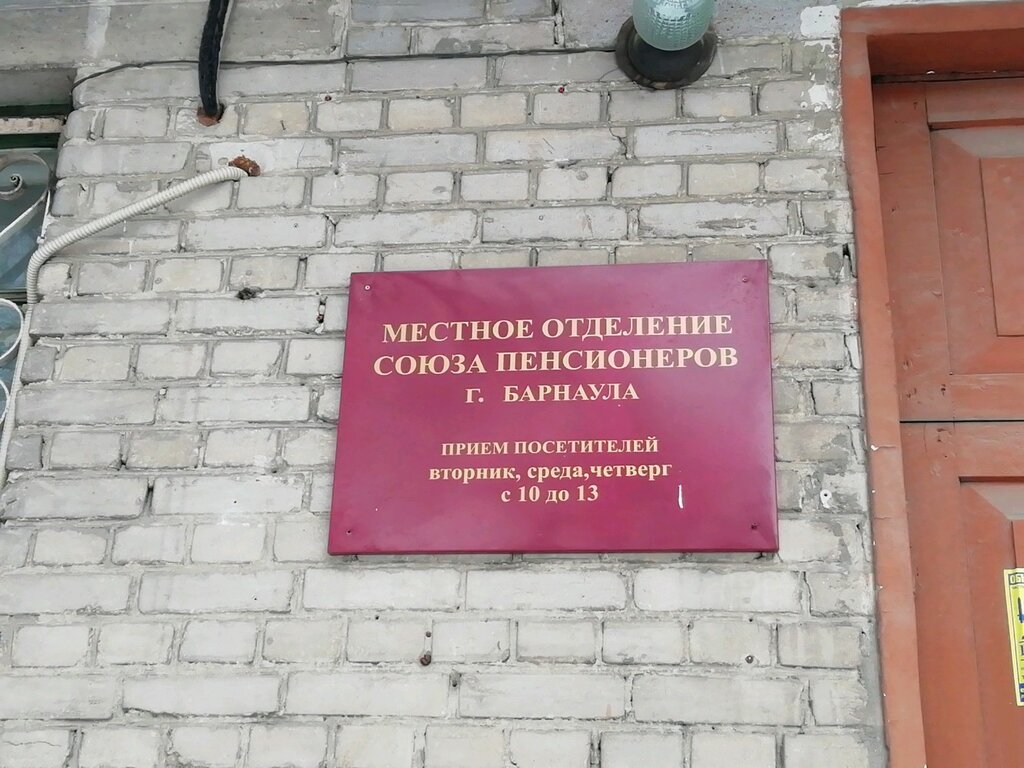 МЕСТНОЕ ОТДЕЛЕНИЕ
СОЮЗА ПЕНСИОНЕРОВ
Г. БАРНАУЛА
ПРИЕМ ПОСЕТИТЕЛЕЙ
вторник, среда,четверг
с 10 до 13